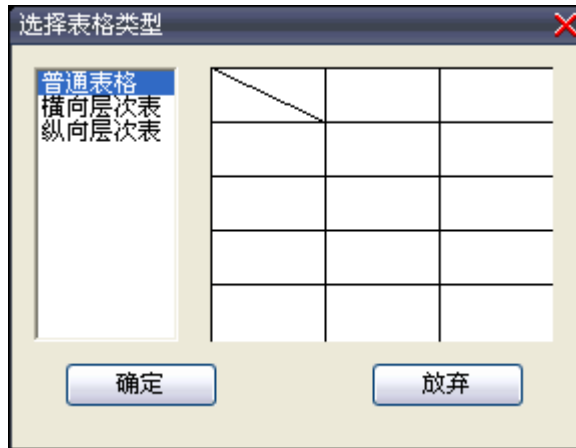 选择表格类型
普通表格
横向层次表
纵向层次表
确定
放弃